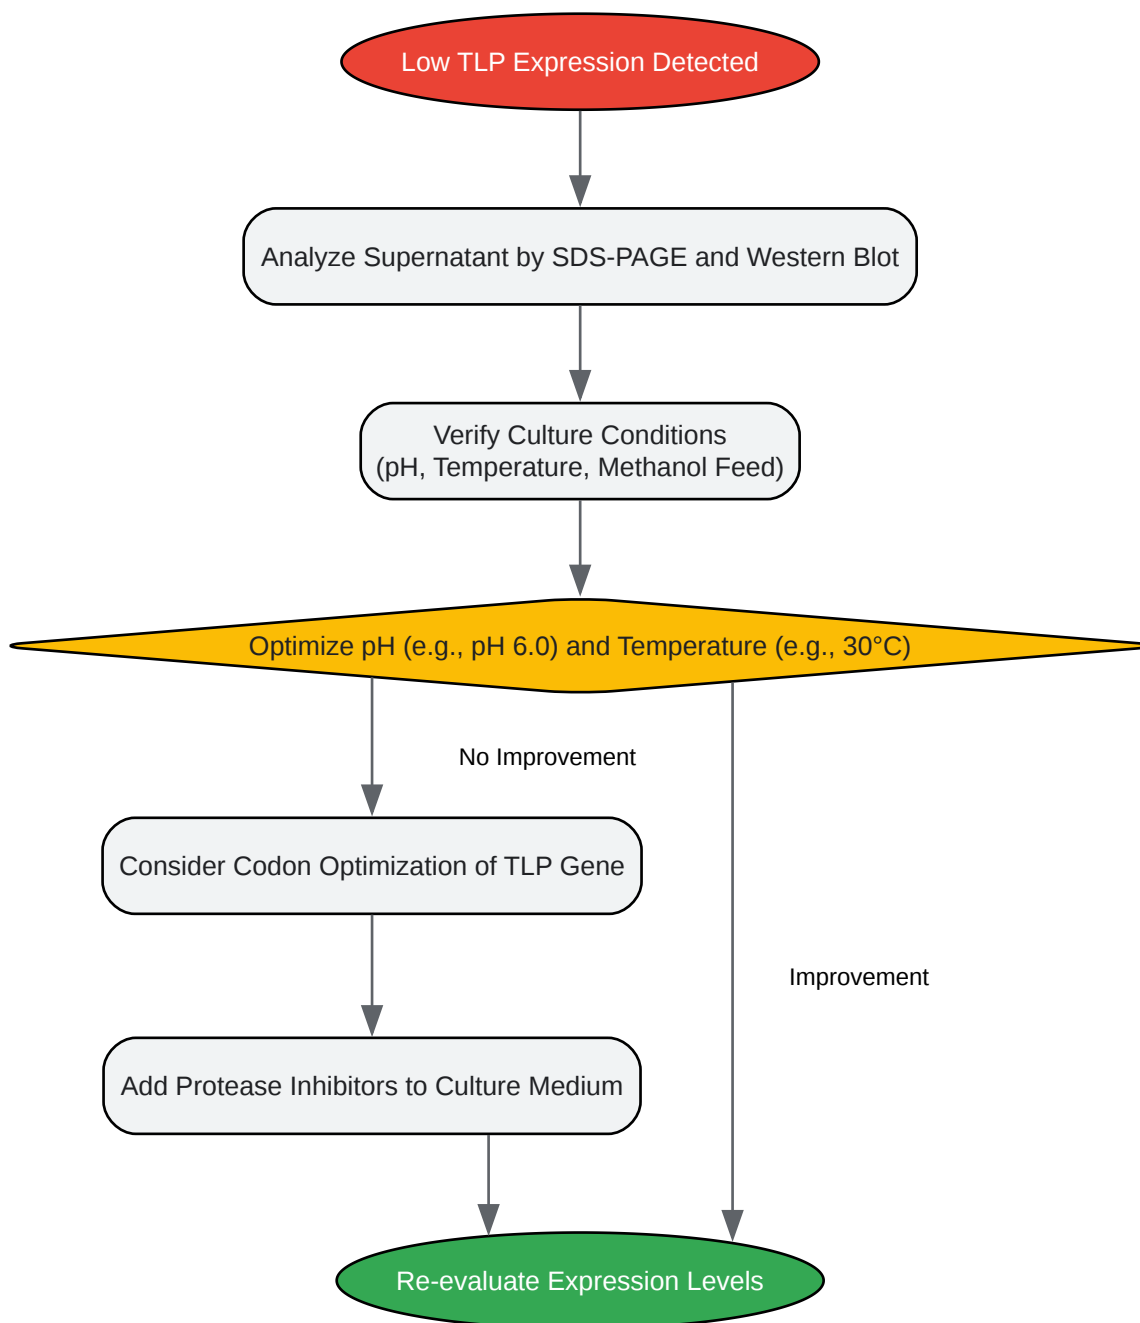 Low TLP Expression Detected
Analyze Supernatant by SDS-PAGE and Western Blot
Verify Culture Conditions
(pH, Temperature, Methanol Feed)
Optimize pH (e.g., pH 6.0) and Temperature (e.g., 30°C)
No Improvement
Consider Codon Optimization of TLP Gene
Improvement
Add Protease Inhibitors to Culture Medium
Re-evaluate Expression Levels